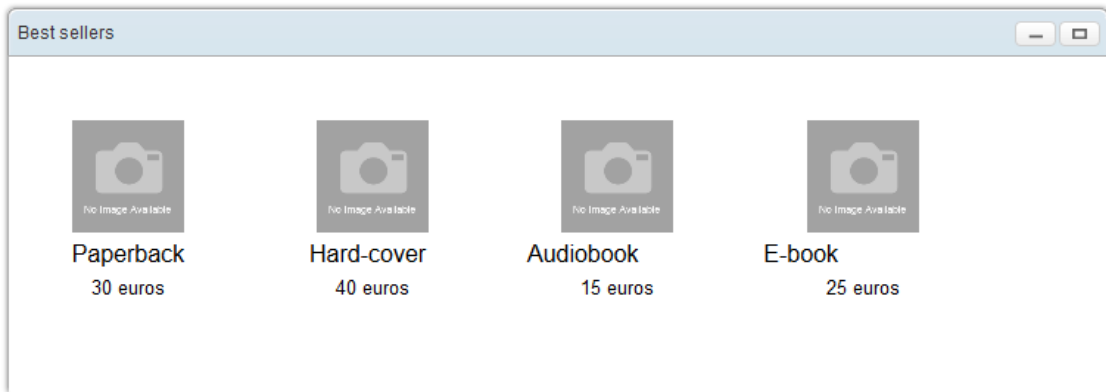 Best sellers
No Image Available No Image Available No Image Available No Image Available
Paperback Hard-cover Audiobook E-book
30 euros 40 euros 15 euros 25 euros